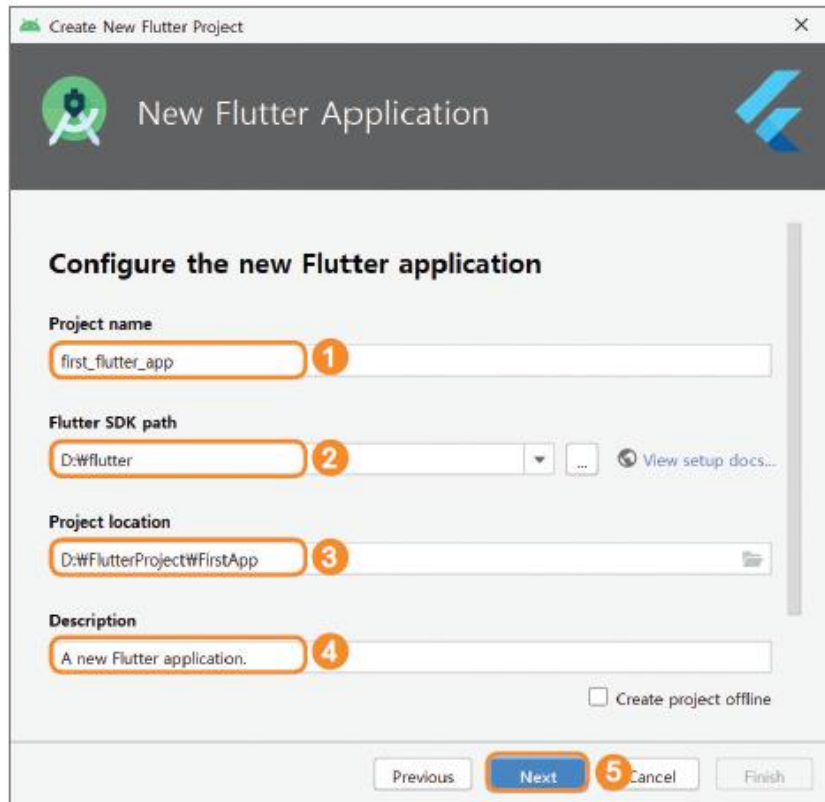 Create New Flutter Project
New Flutter Application
Configure the new Flutter application
Project name
first_flutter_app 1
Flutter SDK path
D:₩flutter 2 ... View setup docs...
Project location
D:₩FlutterProject₩FirstApp 3
Description
A new Flutter application. 4
Create project offline
Previous Next 5 Cancel Finish